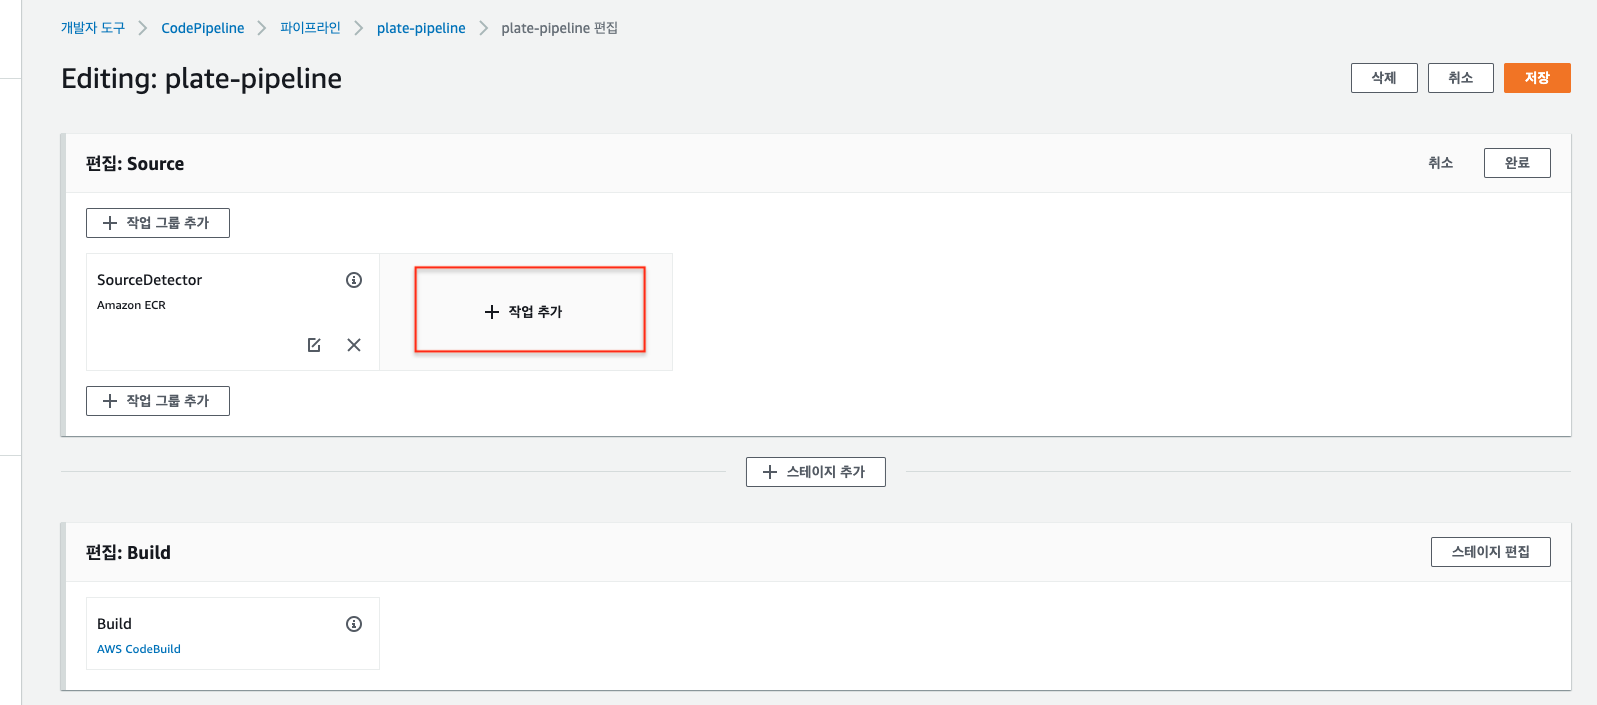 개발자 도구 CodePipeline 파이프라인 plate-pipeline plate-pipeline 편집
Editing: plate-pipeline
삭제 취소 저장
편집: Source
취소 완료
작업 그룹 추가
SourceDetector
Amazon ECR
작업 추가
작업 그룹 추가
스테이지 추가
편집: Build
스테이지 편집
Build
AWS CodeBuild